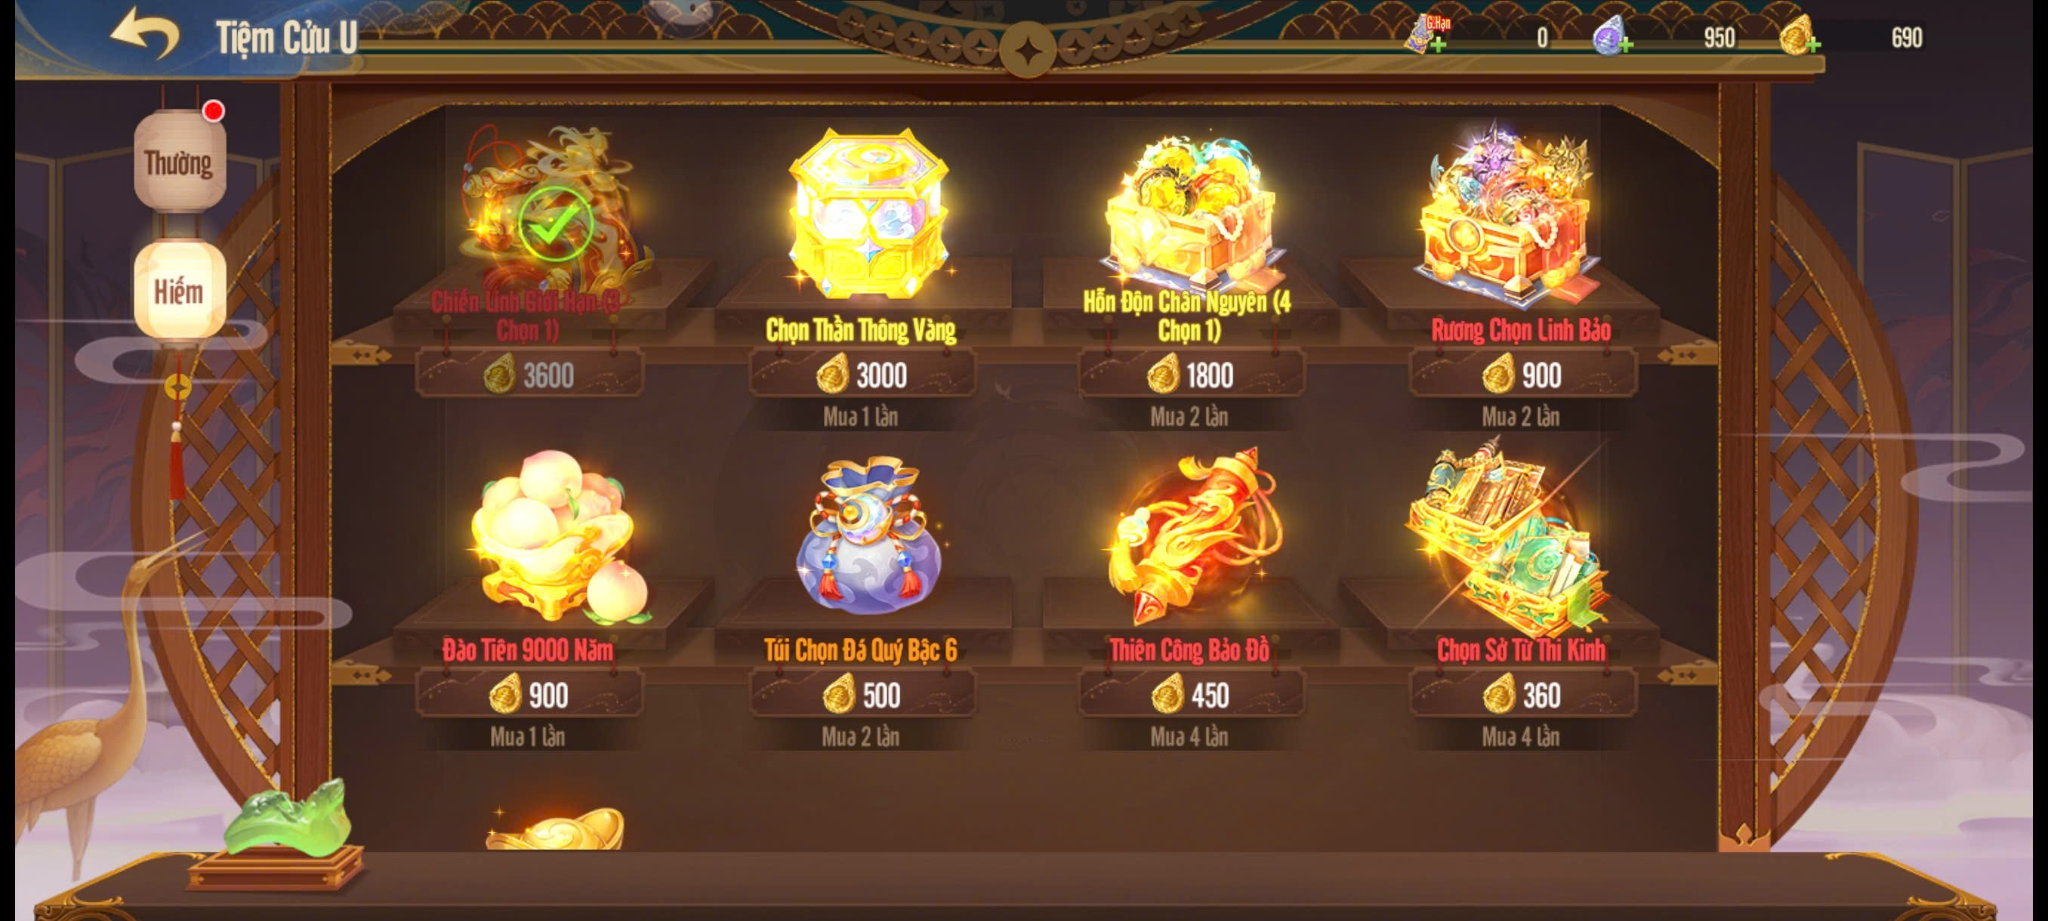 Tiệm Cửu U
G.Hạn
0
950
690
Thường
Hiếm
Chiến Linh Giới Hạn (3
Chọn 1)
3600
Chọn Thần Thông Vàng
3000
Mua 1 lần
Hỗn Độn Chân Nguyên (4
Chọn 1)
1800
Mua 2 lần
Rương Chọn Linh Bảo
900
Mua 2 lần
Đào Tiên 9000 Năm
900
Mua 1 lần
Túi Chọn Đá Quý Bậc 6
500
Mua 2 lần
Thiên Công Bảo Đồ
450
Mua 4 lần
Chọn Sở Từ Thi Kinh
360
Mua 4 lần